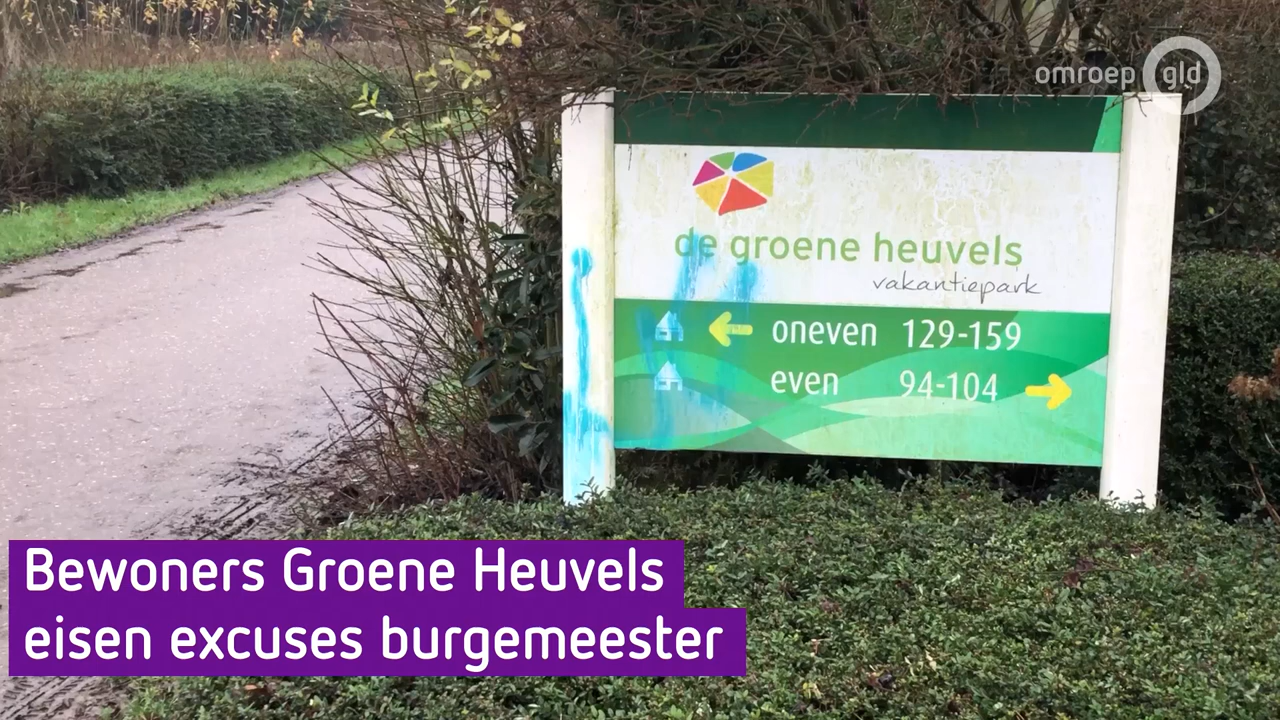 omroep gld
de groene heuvels
vakantiepark
oneven 129-159
even 94-104
Bewoners Groene Heuvels
eisen excuses burgemeester